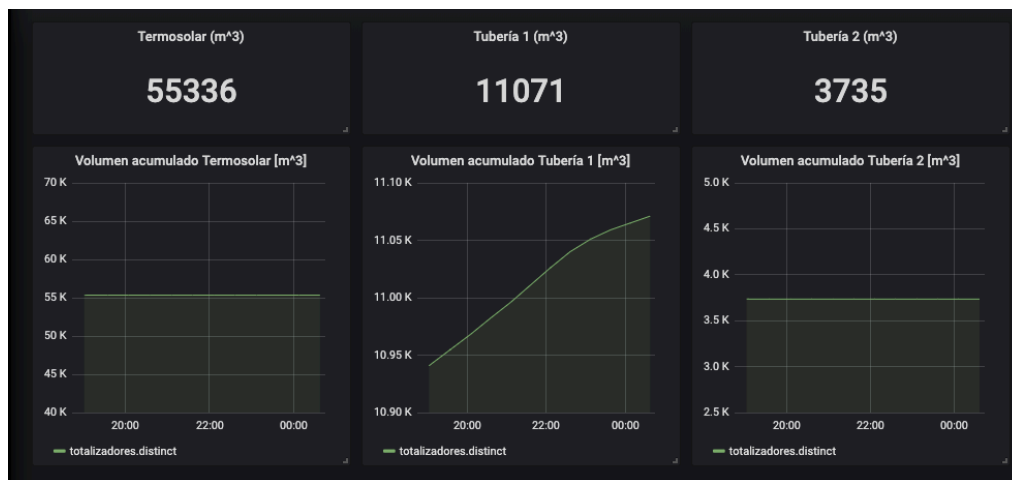 Termosolar (m^3)
55336
Tubería 1 (m^3)
11071
Tubería 2 (m^3)
3735
Volumen acumulado Termosolar [m^3]
70 K
65 K
60 K
55 K
50 K
45 K
40 K
20:00 22:00 00:00
totalizadores.distinct
Volumen acumulado Tubería 1 [m^3]
11.10 K
11.05 K
11.00 K
10.95 K
10.90 K
20:00 22:00 00:00
totalizadores.distinct
Volumen acumulado Tubería 2 [m^3]
5.0 K
4.5 K
4.0 K
3.5 K
3.0 K
2.5 K
20:00 22:00 00:00
totalizadores.distinct